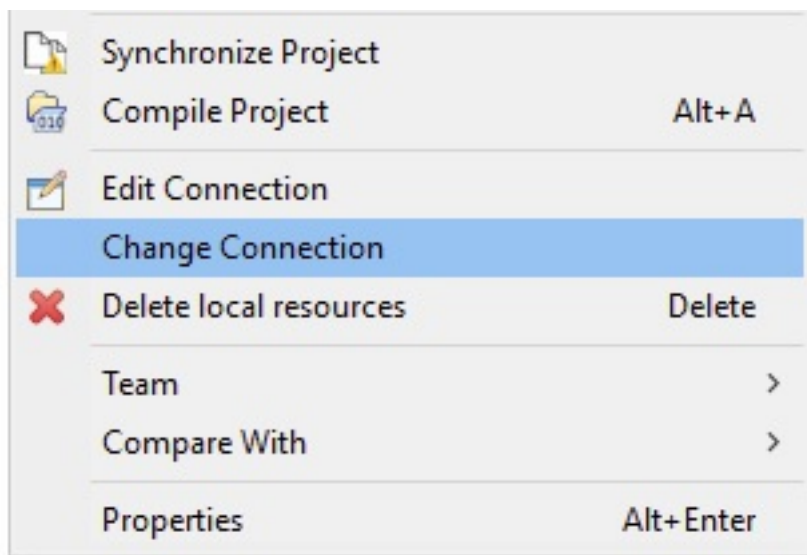 Synchronize Project
Compile Project Alt+A
Edit Connection
Change Connection
Delete local resources Delete
Team
Compare With
Properties Alt+Enter